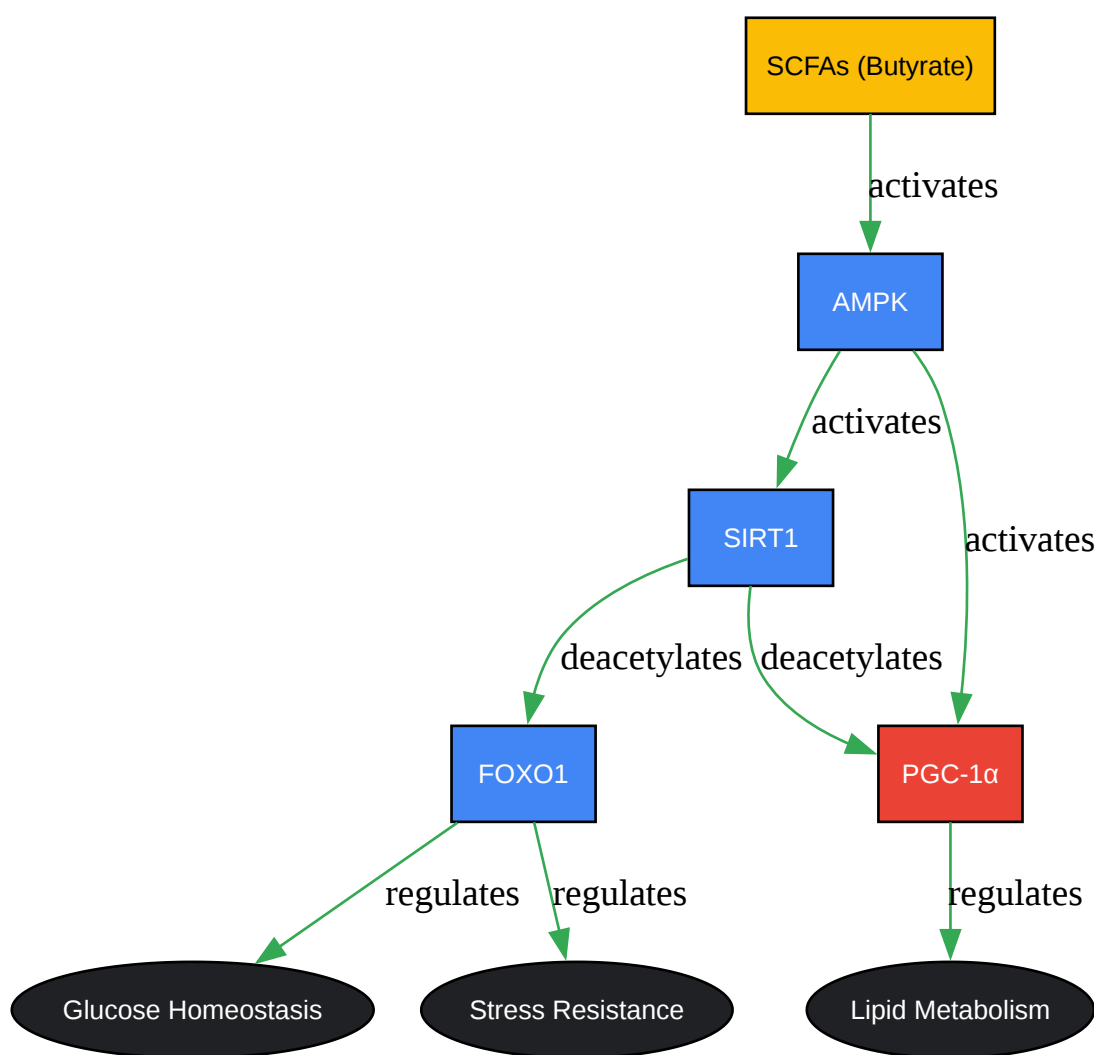 SCFAs (Butyrate)
activates
AMPK
activates
SIRT1
activates
deacetylates
deacetylates
FOXO1
PGC-1α
regulates
regulates
regulates
Glucose Homeostasis
Stress Resistance
Lipid Metabolism